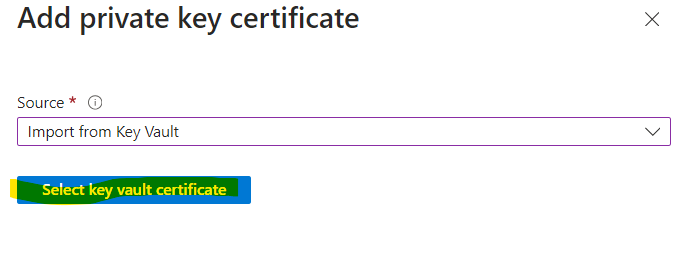 Add private key certificate
Source *
Import from Key Vault
Select key vault certificate